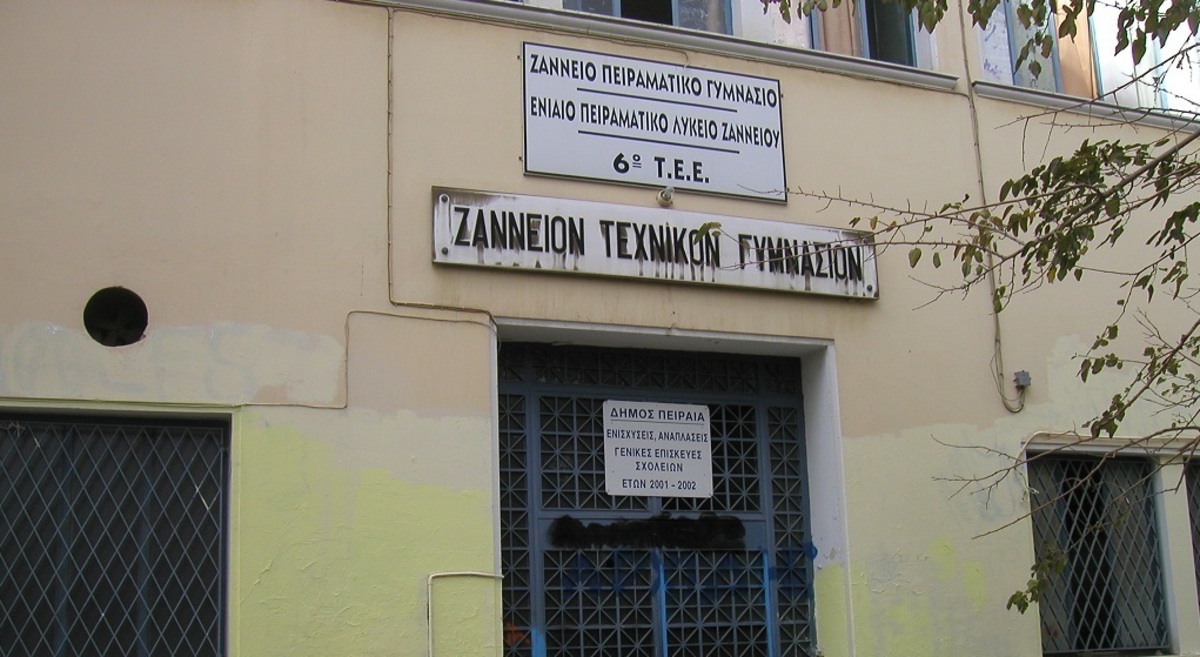 ΖΑΝΝΕΙΟ ΠΕΙΡΑΜΑΤΙΚΟ ΓΥΜΝΑΣΙΟ
ΕΝΙΑΙΟ ΠΕΙΡΑΜΑΤΙΚΟ ΛΥΚΕΙΟ ΖΑΝΝΕΙΟΥ
6º Τ.Ε.Ε.
ΖΑΝΝΕΙΟΝ ΤΕΧΝΙΚΟΝ ΓΥΜΝΑΣΙΟΝ
ΔΗΜΟΣ ΠΕΙΡΑΙΑ
ΕΝΙΣΧΥΣΕΙΣ, ΑΝΑΠΛΑΣΕΙΣ
ΓΕΝΙΚΕΣ ΕΠΙΣΚΕΥΕΣ
ΣΧΟΛΕΙΩΝ
ΕΤΩΝ 2001 - 2002